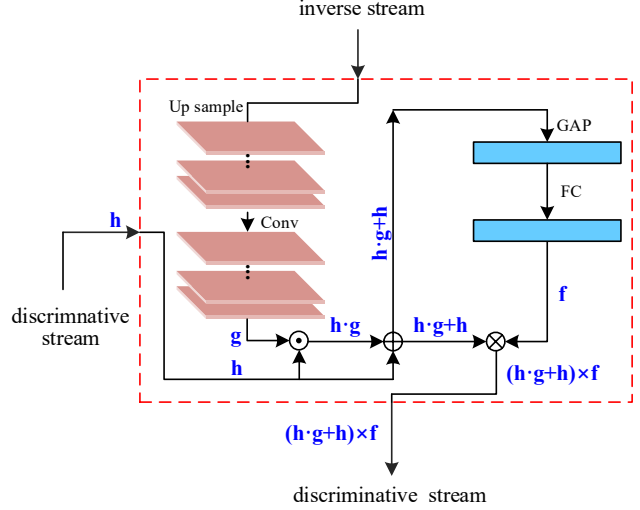 inverse stream
Up sample
GAP
Conv
FC
h
h·g+h
discrimnative
stream
f
g
h·g
h·g+h
h
(h·g+h)×f
(h·g+h)×f
discriminative stream